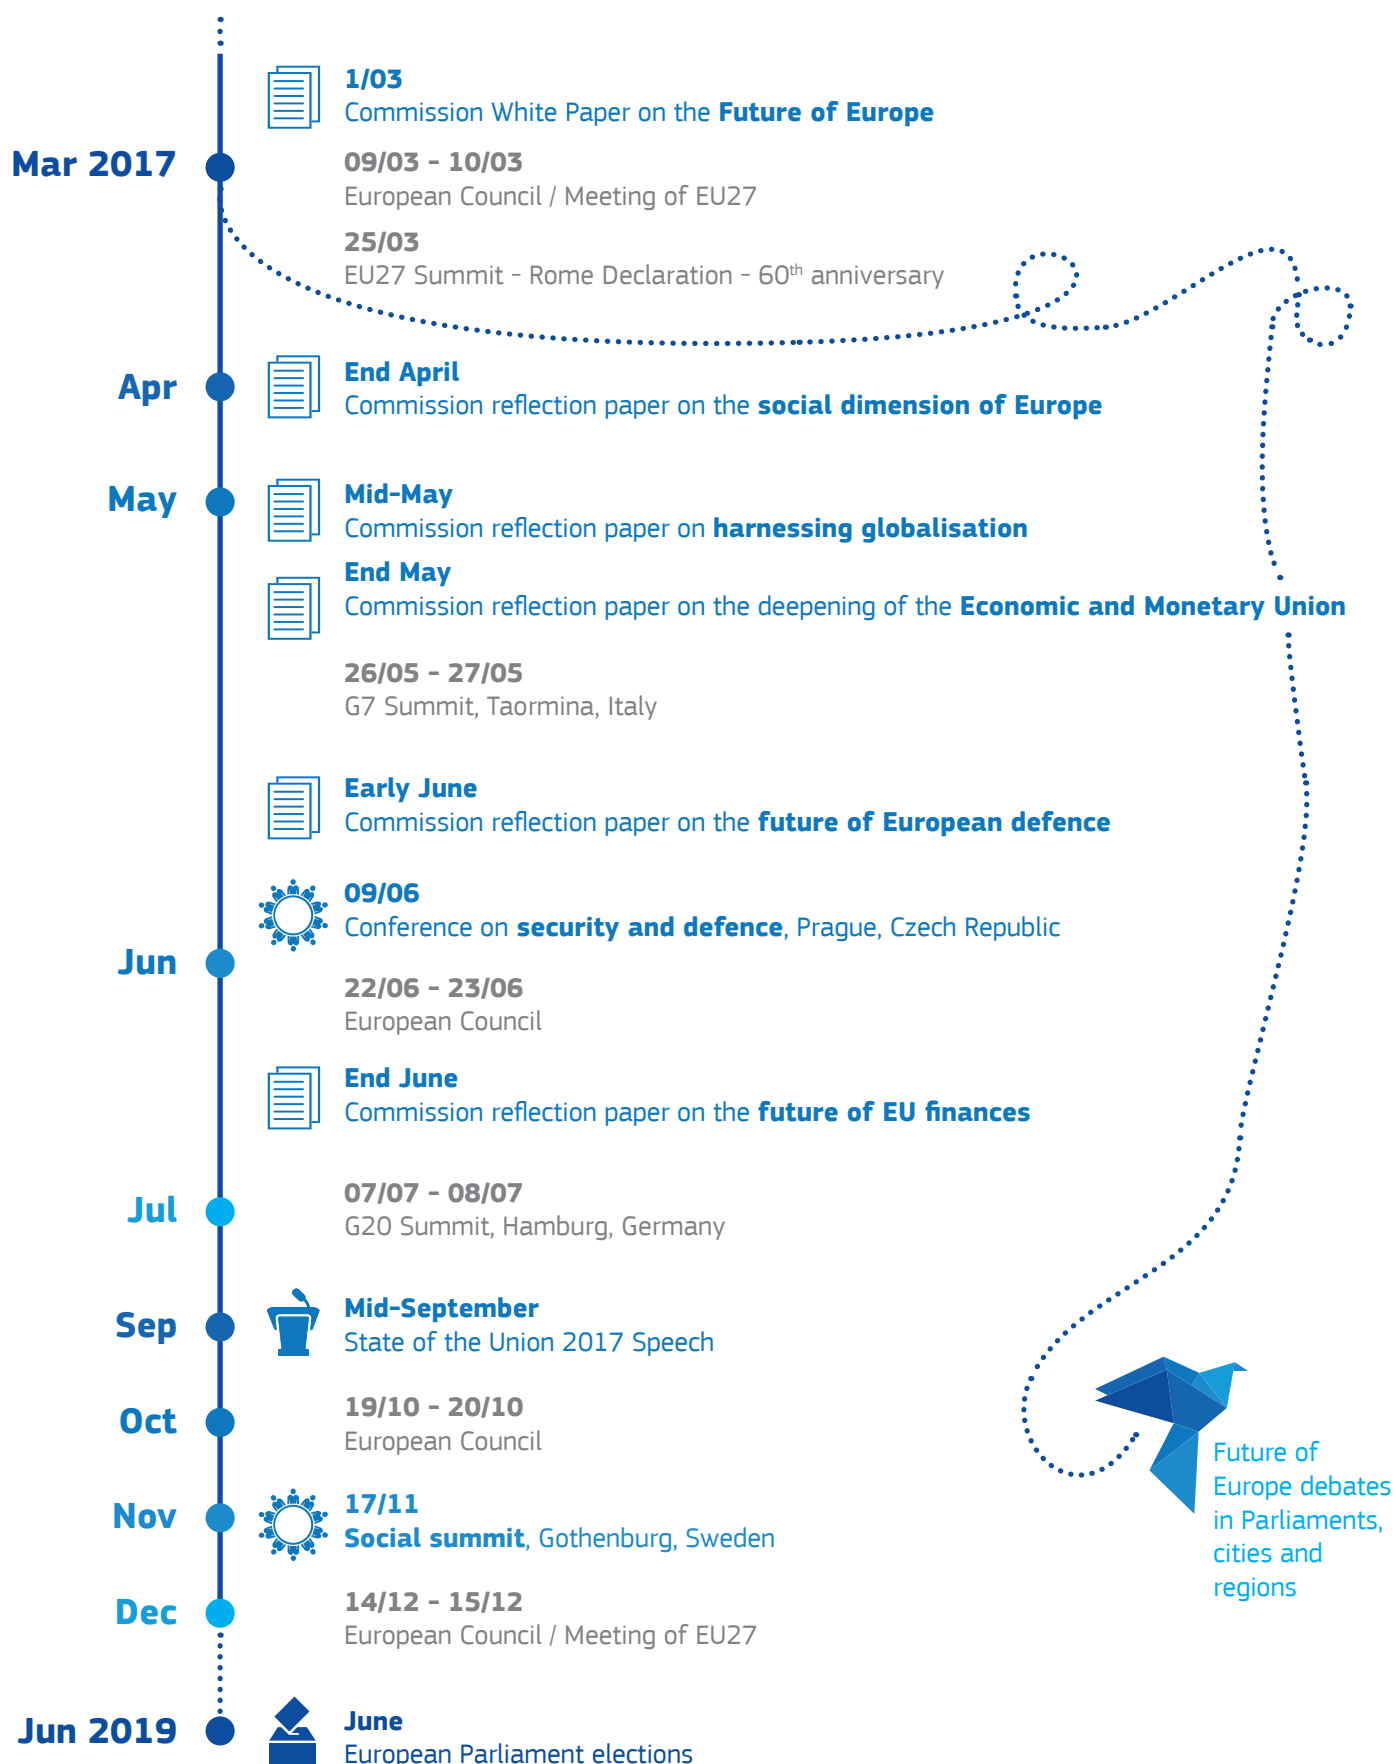 1/03
Commission White Paper on the Future of Europe
Mar 2017
09/03 - 10/03
European Council / Meeting of EU27
25/03
EU27 Summit - Rome Declaration - 60th anniversary
Apr
End April
Commission reflection paper on the social dimension of Europe
May
Mid-May
Commission reflection paper on harnessing globalisation
End May
Commission reflection paper on the deepening of the Economic and Monetary Union
26/05 - 27/05
G7 Summit, Taormina, Italy
Early June
Commission reflection paper on the future of European defence
09/06
Conference on security and defence, Prague, Czech Republic
Jun
22/06 - 23/06
European Council
End June
Commission reflection paper on the future of EU finances
Jul
07/07 - 08/07
G20 Summit, Hamburg, Germany
Sep
Mid-September
State of the Union 2017 Speech
Oct
19/10 - 20/10
European Council
Nov
17/11
Social summit, Gothenburg, Sweden
Dec
14/12 - 15/12
European Council / Meeting of EU27
Jun 2019
June
European Parliament elections
Future of
Europe debates
in Parliaments,
cities and
regions